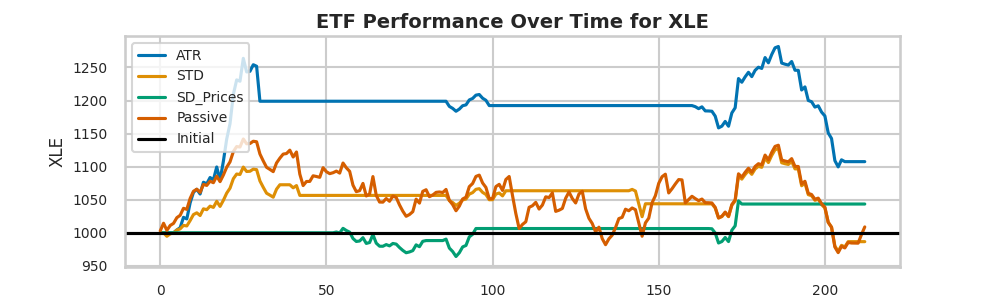 ETF Performance Over Time for XLE
XLE
1250
1200
1150
1100
1050
1000
950
ATR
STD
SD_Prices
Passive
Initial
0
50
100
150
200